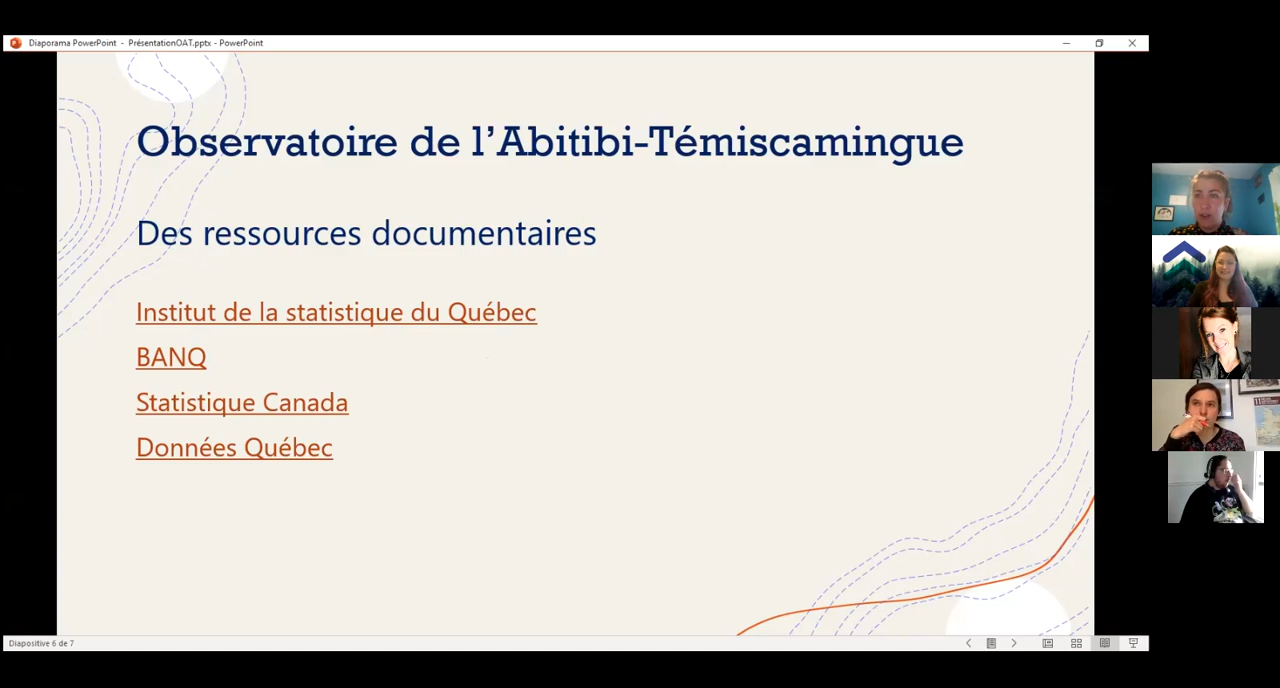 Diaporama PowerPoint - PrésentationOAT.pptx - PowerPoint
Observatoire de l'Abitibi-Témiscamingue
Des ressources documentaires
Institut de la statistique du Québec
BANQ
Statistique Canada
Données Québec
Diapositive 6 de 7